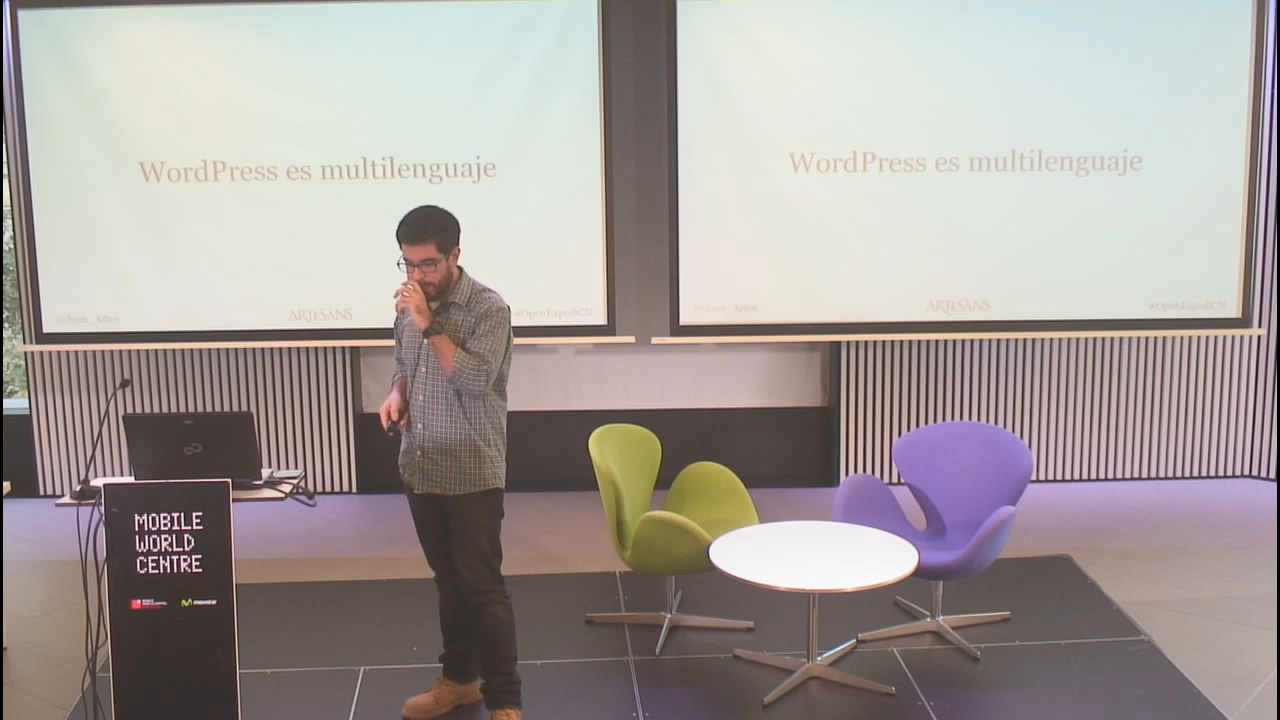 WordPress es multilenguaje
ARTESANS
#OpenExpoBCN
WordPress es multilenguaje
ARTESANS
#OpenExpoBCN
MOBILE
WORLD
CENTRE
movistar